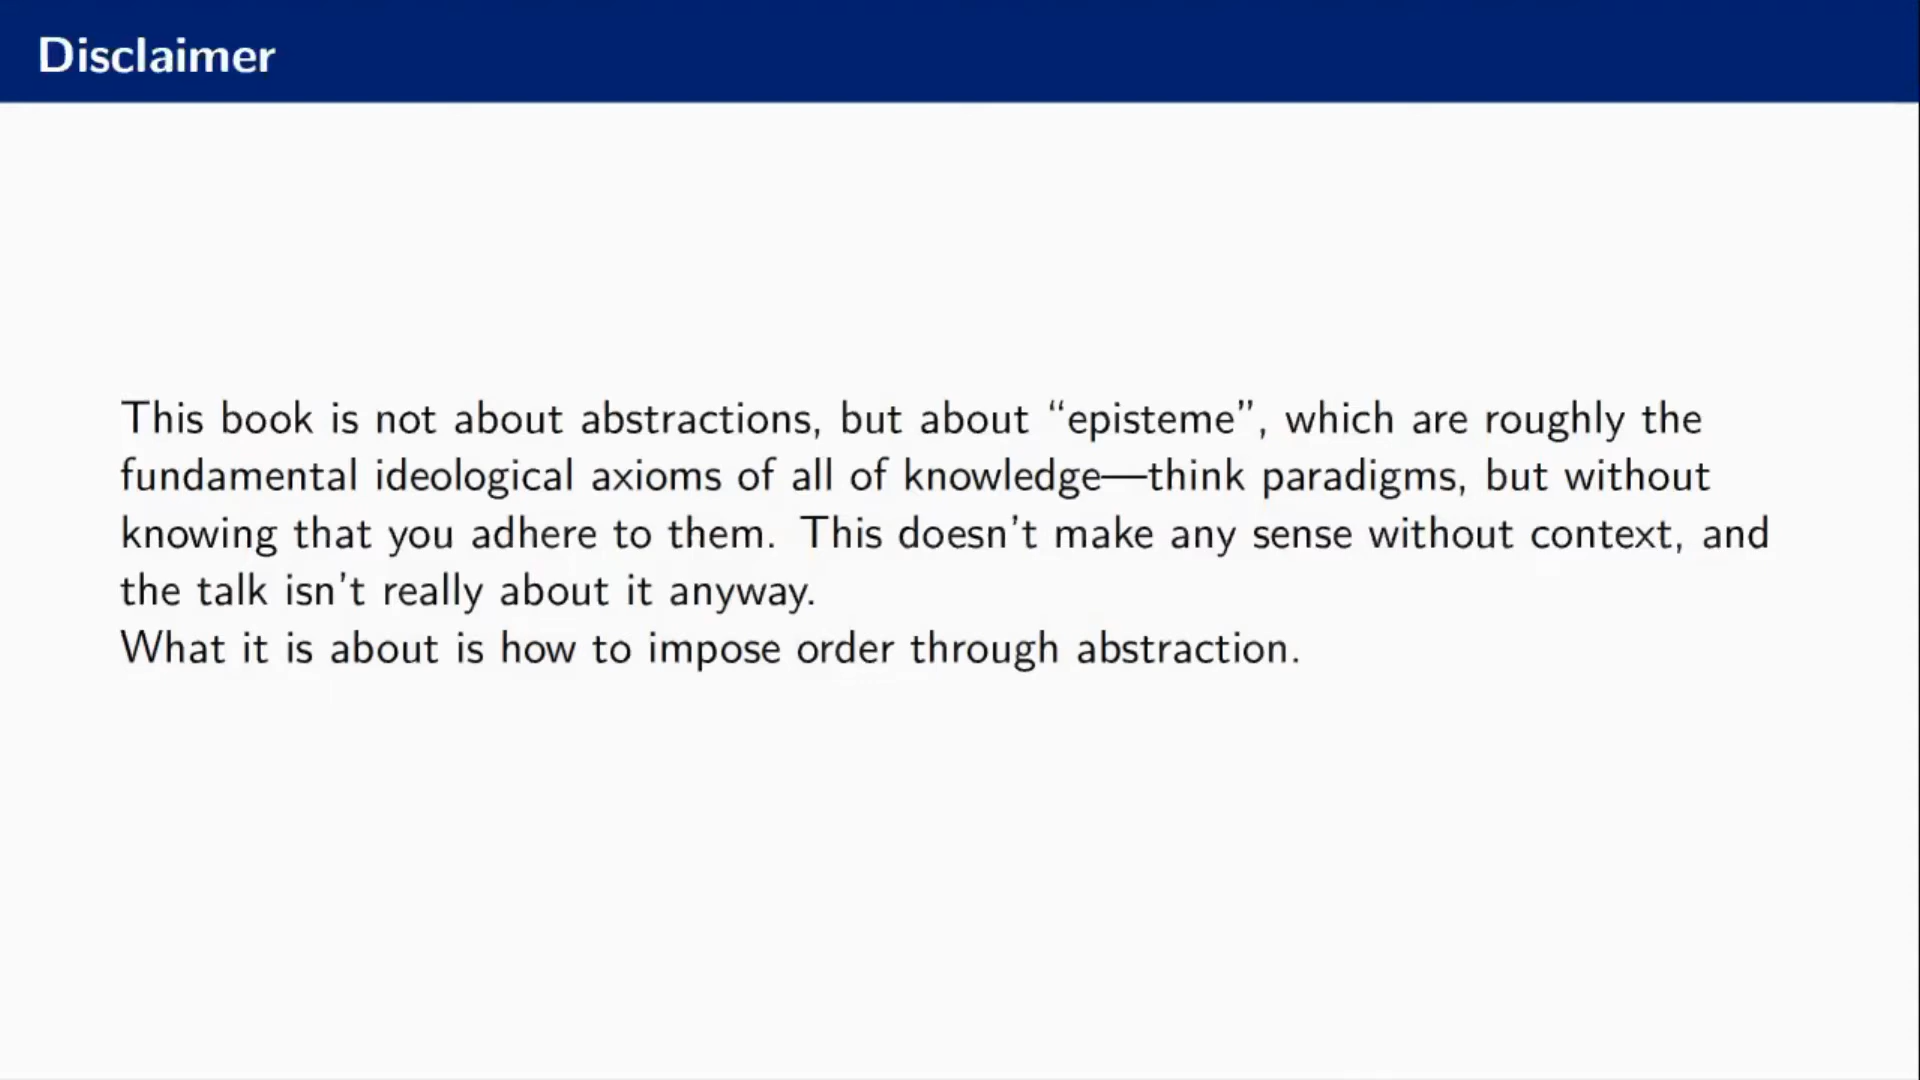 Disclaimer
This book is not about abstractions, but about “episteme”, which are roughly the
fundamental ideological axioms of all of knowledge—think paradigms, but without
knowing that you adhere to them. This doesn’t make any sense without context, and
the talk isn’t really about it anyway.
What it is about is how to impose order through abstraction.